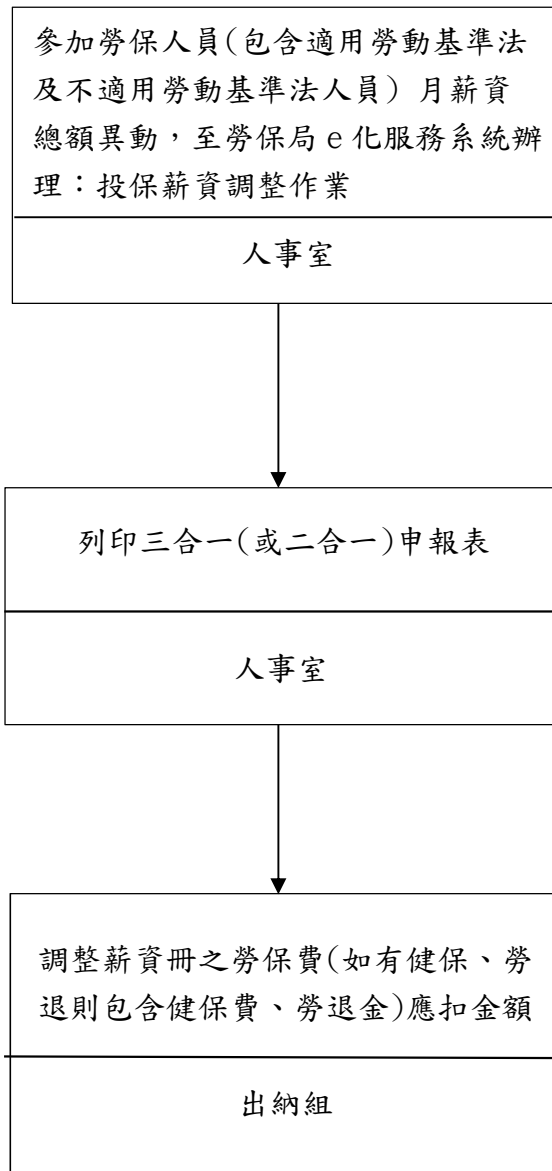 參加勞保人員(包含適用勞動基準法
及不適用勞動基準法人員) 月薪資
總額異動，至勞保局 e 化服務系統辦
理：投保薪資調整作業
人事室
列印三合一(或二合一)申報表
人事室
調整薪資冊之勞保費(如有健保、勞
退則包含健保費、勞退金)應扣金額
出納組